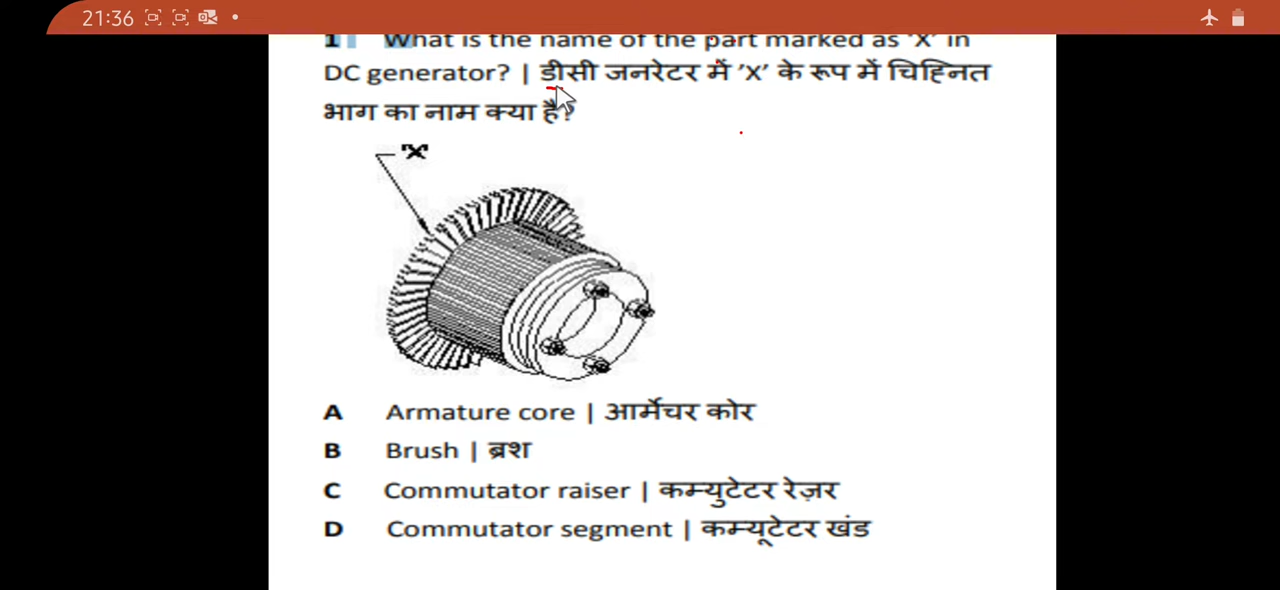 21:36
1 What is the name of the part marked as 'X' in
DC generator? | डीसी जनरेटर में 'X' के रूप में चिह्नित
भाग का नाम क्या है?
'X'
A Armature core | आर्मेचर कोर
B Brush | ब्रश
C Commutator raiser | कम्युटेटर रेज़र
D Commutator segment | कम्यूटेटर खंड